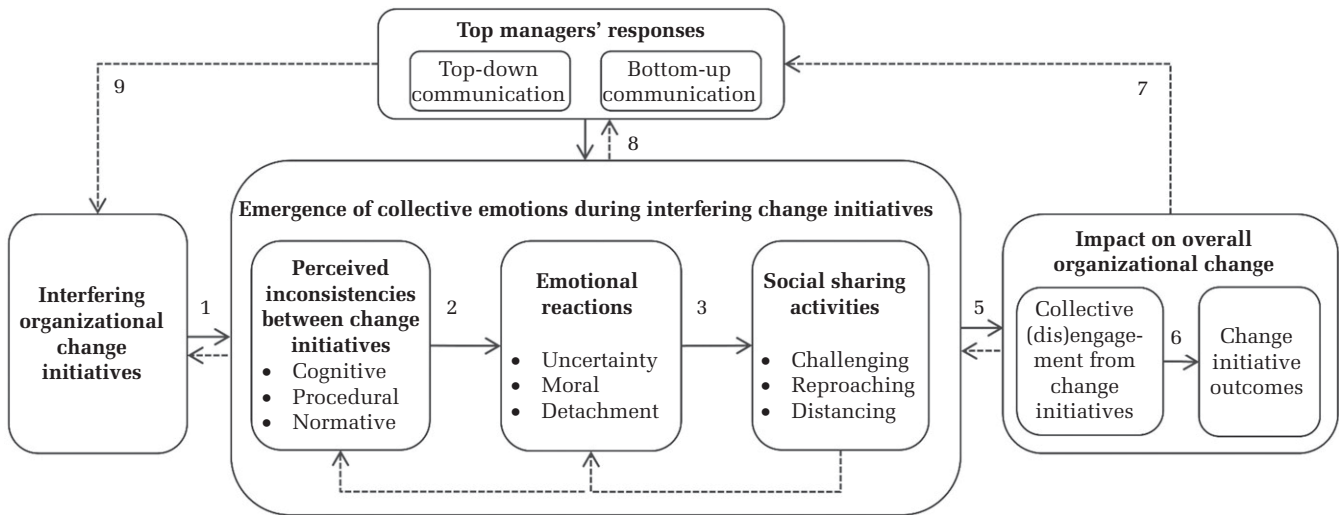 Top managers’ responses
Top-down
communication
Bottom-up
communication
9
7
8
Emergence of collective emotions during interfering change initiatives
Interfering
organizational
change
initiatives
1
Perceived
inconsistencies
between change
initiatives
• Cognitive
• Procedural
• Normative
2
Emotional
reactions
• Uncertainty
• Moral
• Detachment
3
Social sharing
activities
• Challenging
• Reproaching
• Distancing
5
Impact on overall
organizational change
Collective
(dis)engage-
ment from
change
initiatives
6
Change
initiative
outcomes
4